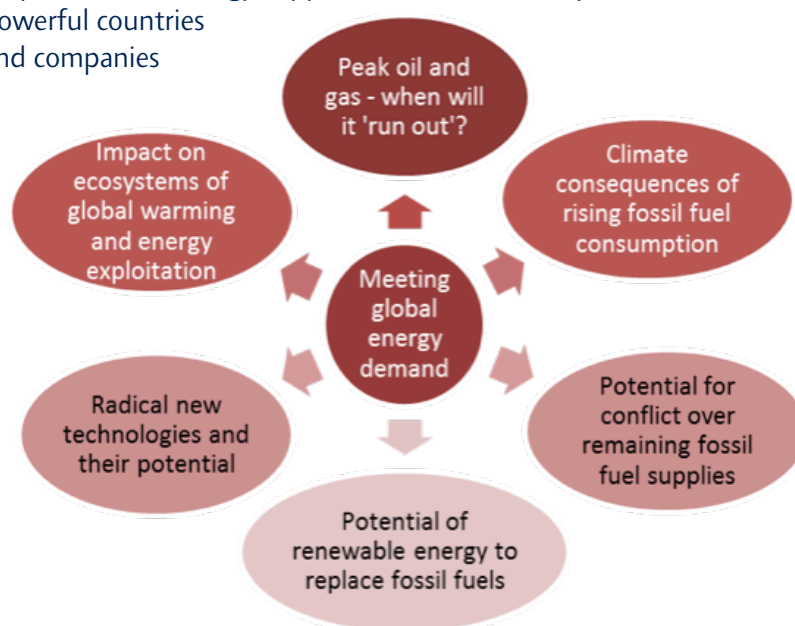 owerful countries
nd companies
Peak oil and
gas - when will
it 'run out'?
Impact on
ecosystems of
global warming
and energy
exploitation
Climate
consequences of
rising fossil fuel
consumption
Meeting
global
energy
demand
Radical new
technologies and
their potential
Potential for
conflict over
remaining fossil
fuel supplies
Potential of
renewable energy to
replace fossil fuels